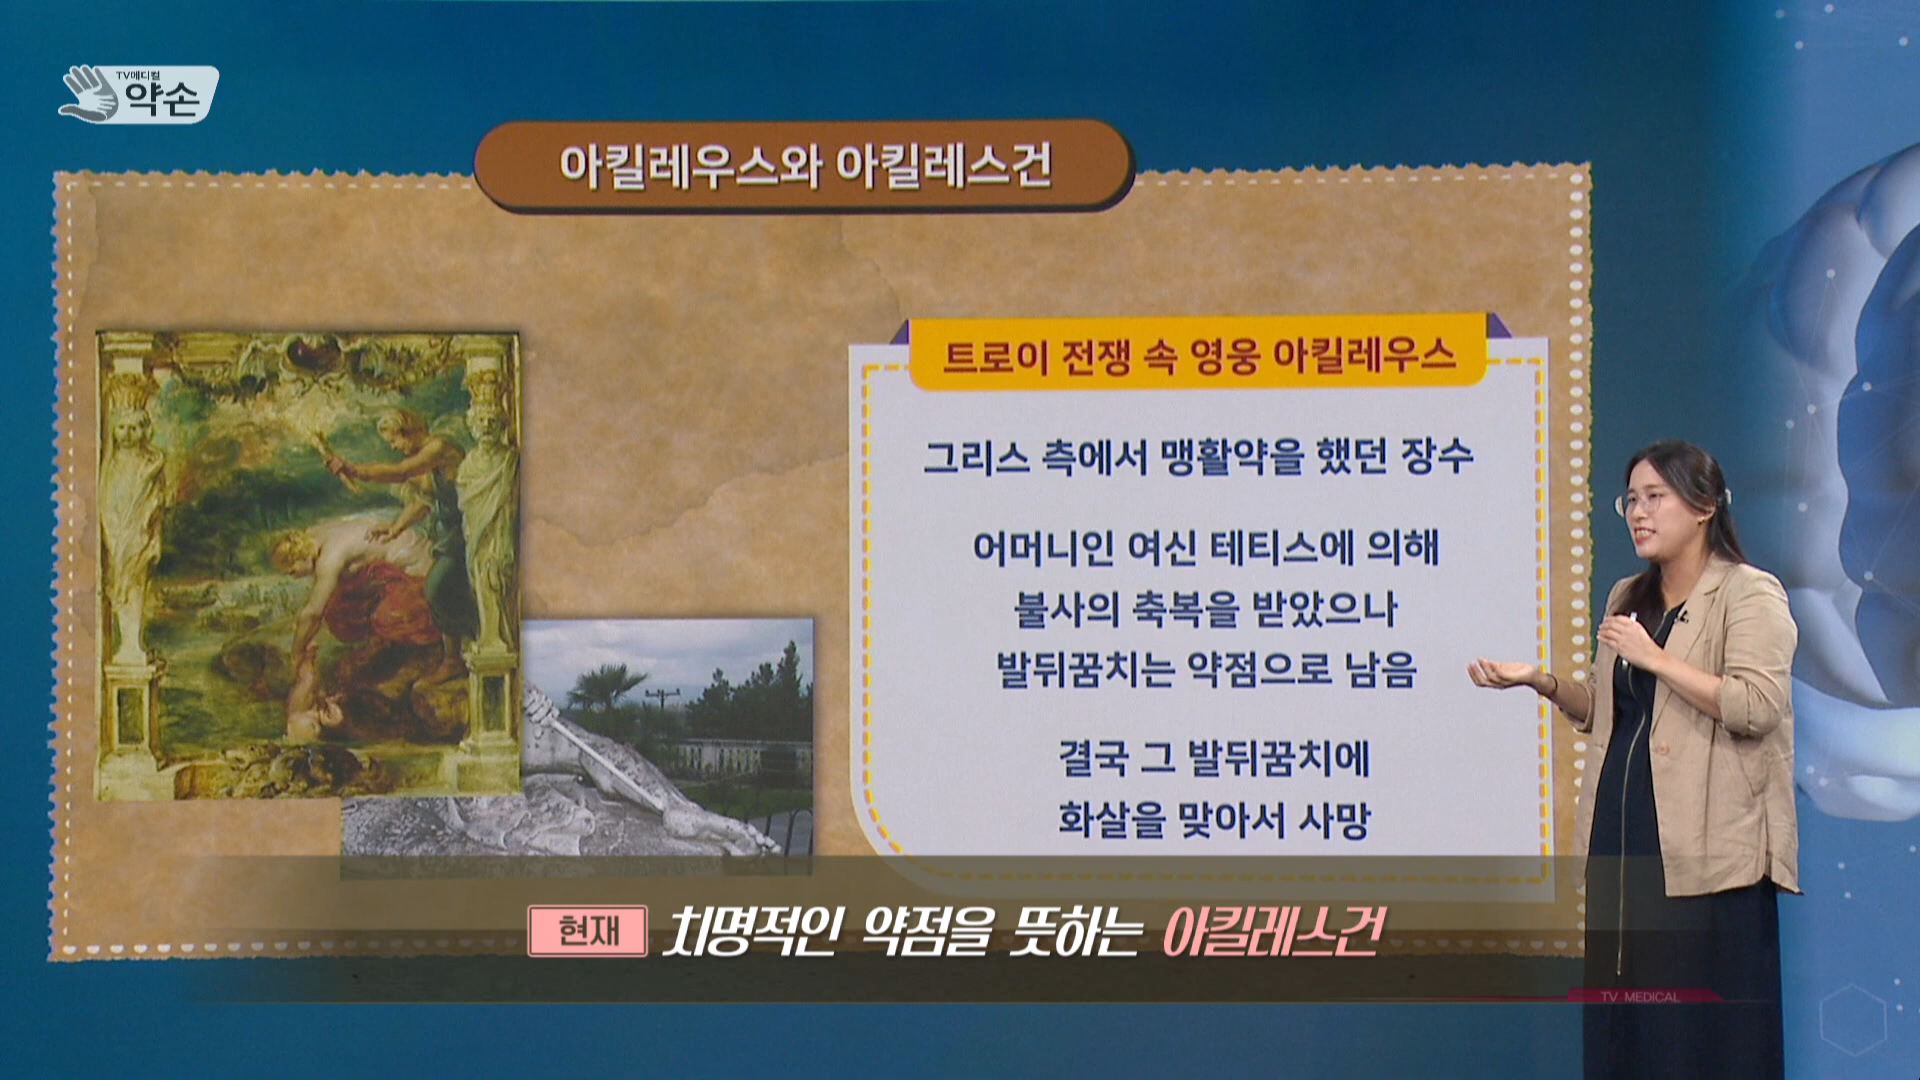 TV메디컬
약손
아킬레우스와 아킬레스건
트로이 전쟁 속 영웅 아킬레우스
그리스 측에서 맹활약을 했던 장수
어머니인 여신 테티스에 의해
불사의 축복을 받았으나
발뒤꿈치는 약점으로 남음
결국 그 발뒤꿈치에
화살을 맞아서 사망
현재 치명적인 약점을 뜻하는 아킬레스건
TV MEDICAL